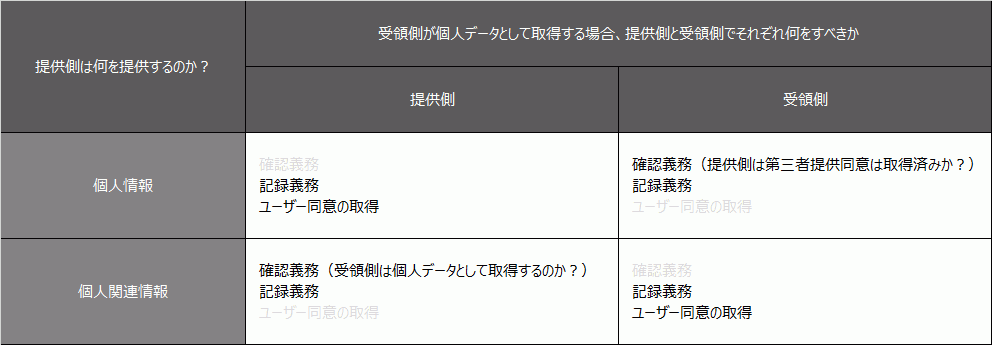 提供側は何を提供するのか？
受領側が個人データとして取得する場合、提供側と受領側でそれぞれ何をすべきか
提供側
受領側
個人情報
確認義務
記録義務
ユーザー同意の取得
確認義務（提供側は第三者提供同意は取得済みか？）
記録義務
ユーザー同意の取得
個人関連情報
確認義務（受領側は個人データとして取得するのか？）
記録義務
ユーザー同意の取得
確認義務
記録義務
ユーザー同意の取得